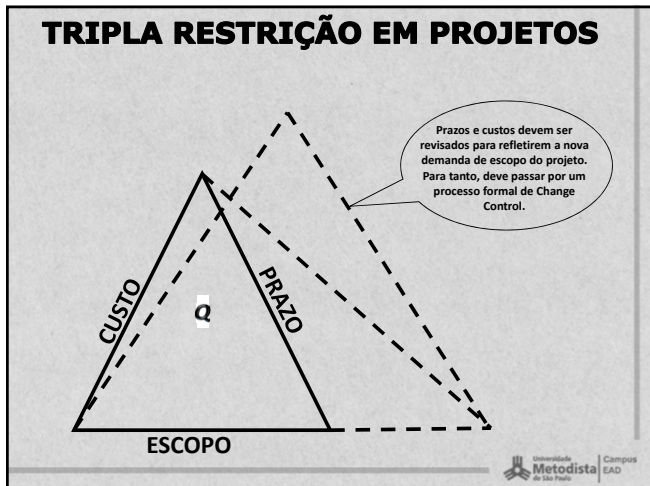 TRIPLA RESTRIÇÃO EM PROJETOS
Prazos e custos devem ser
revisados para refletirem a nova
demanda de escopo do projeto.
Para tanto, deve passar por um
processo formal de Change
Control.
CUSTO
PRAZO
Q
ESCOPO
Universidade
Metodista
de São Paulo
Campus
EAD